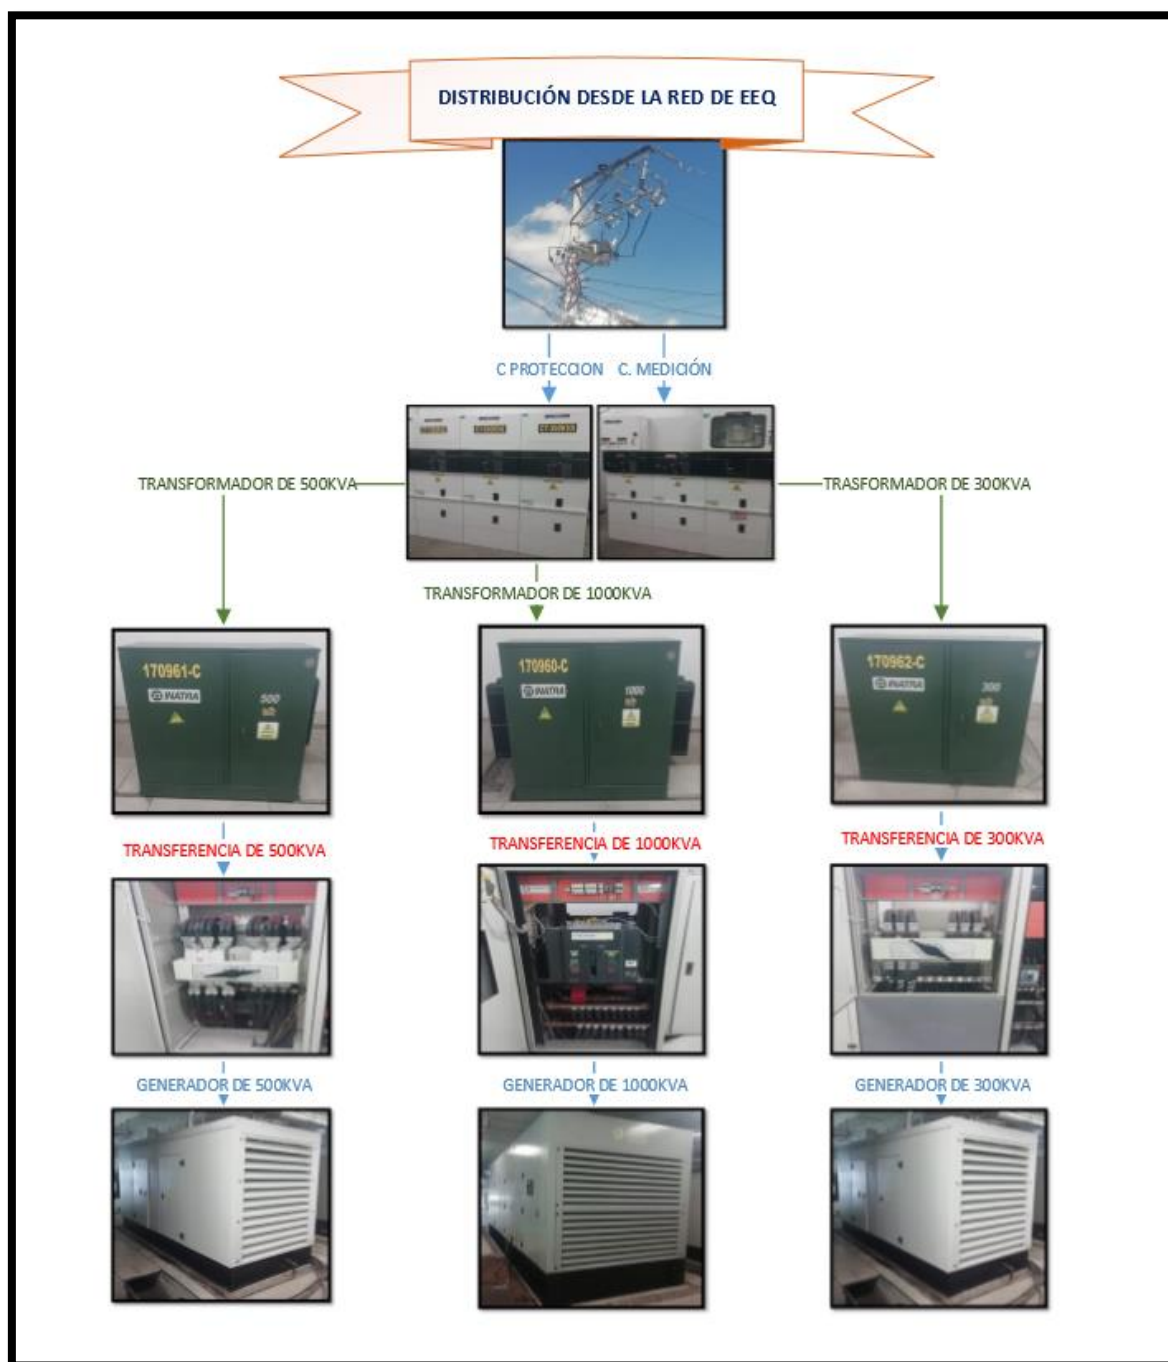 DISTRIBUCIÓN DESDE LA RED DE EEQ
C PROTECCION C. MEDICIÓN
TRANSFORMADOR DE 500KVA
TRASFORMADOR DE 300KVA
TRANSFORMADOR DE 1000KVA
170961-C
INATRA
500
170960-C
INATRA
1000
170962-C
INATRA
300
TRANSFERENCIA DE 500KVA
TRANSFERENCIA DE 1000KVA
TRANSFERENCIA DE 300KVA
GENERADOR DE 500KVA
GENERADOR DE 1000KVA
GENERADOR DE 300KVA